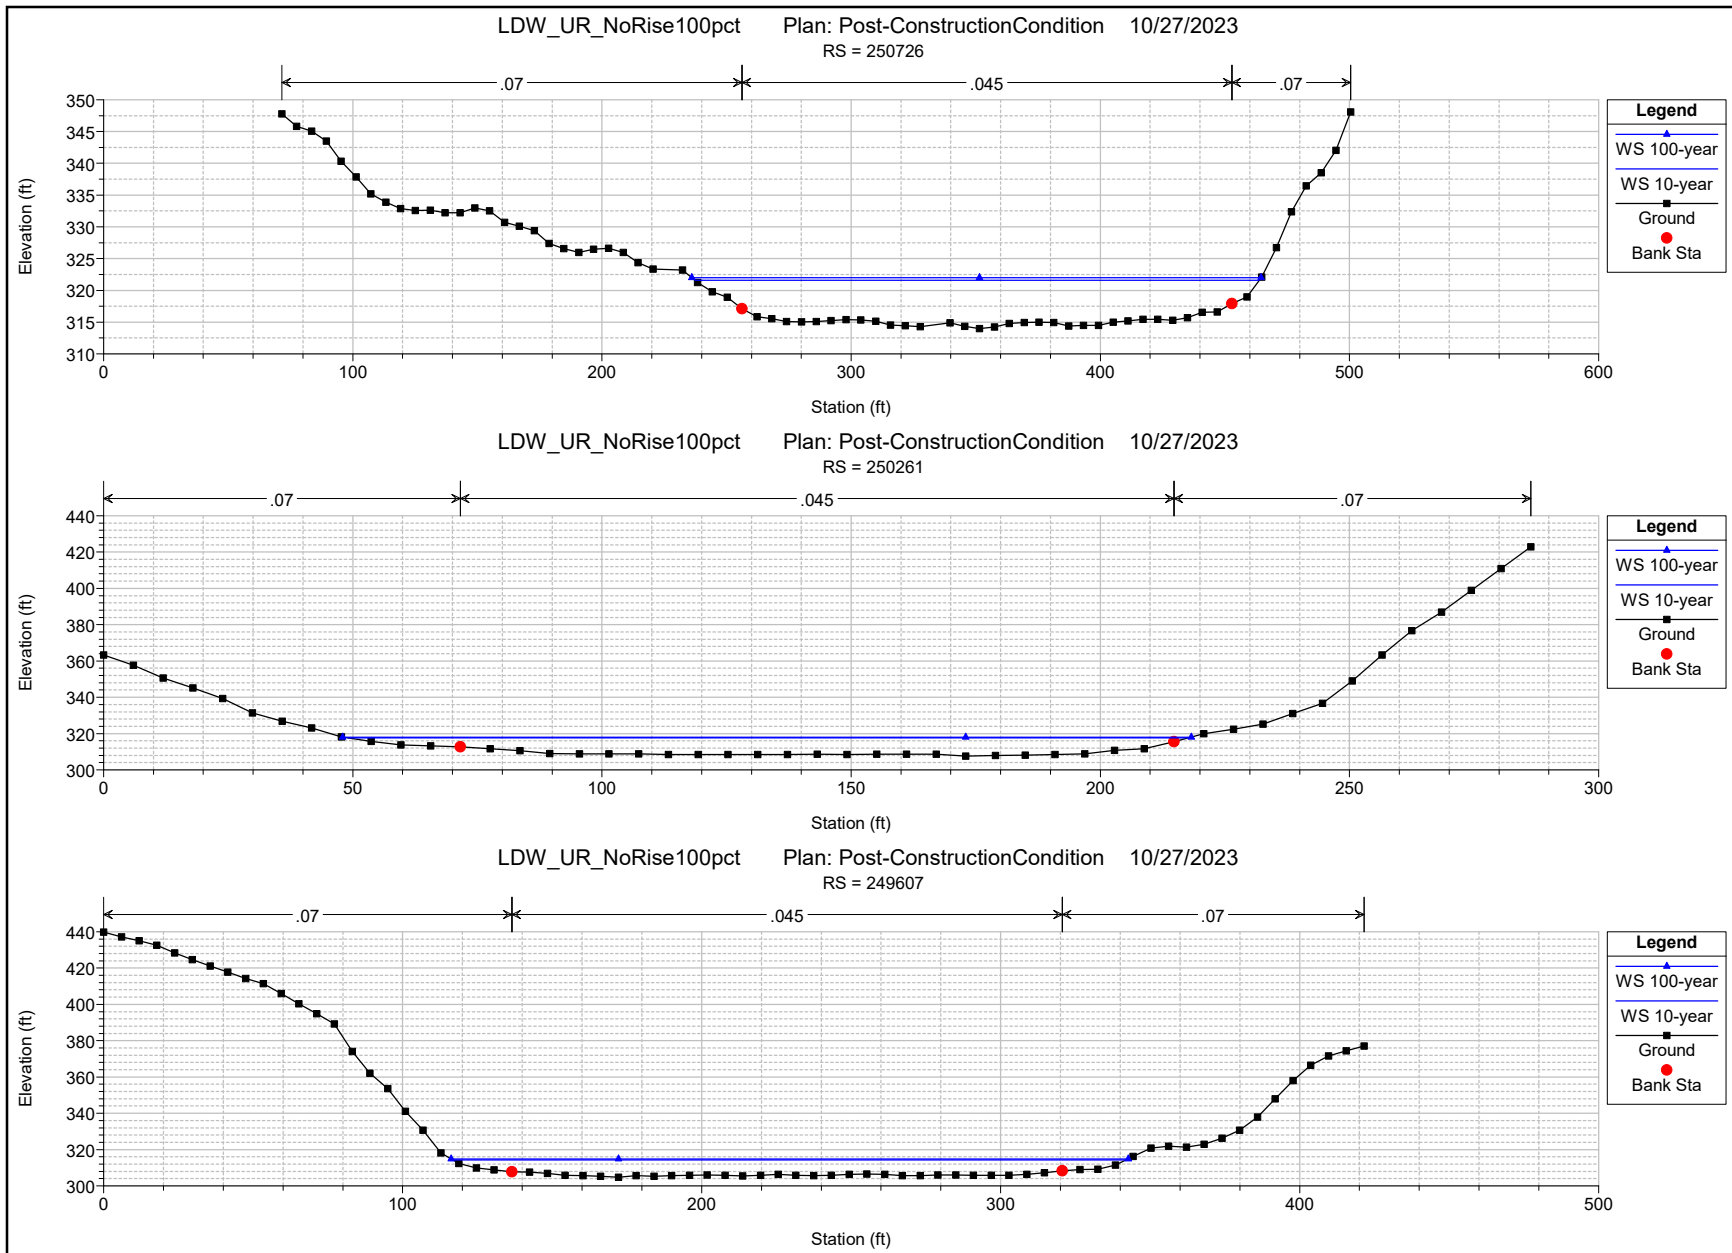 LDW_UR_NoRise100pct Plan: Post-ConstructionCondition 10/27/2023
RS = 250726
.07 .045 .07
350
345
340
335
330
325
320
315
310
0 100 200 300 400 500 600
Elevation (ft)
Station (ft)
Legend
WS 100-year
WS 10-year
Ground
Bank Sta
LDW_UR_NoRise100pct Plan: Post-ConstructionCondition 10/27/2023
RS = 250261
.07 .045 .07
440
420
400
380
360
340
320
300
0 50 100 150 200 250 300
Elevation (ft)
Station (ft)
Legend
WS 100-year
WS 10-year
Ground
Bank Sta
LDW_UR_NoRise100pct Plan: Post-ConstructionCondition 10/27/2023
RS = 249607
.07 .045 .07
440
420
400
380
360
340
320
300
0 100 200 300 400 500
Elevation (ft)
Station (ft)
Legend
WS 100-year
WS 10-year
Ground
Bank Sta